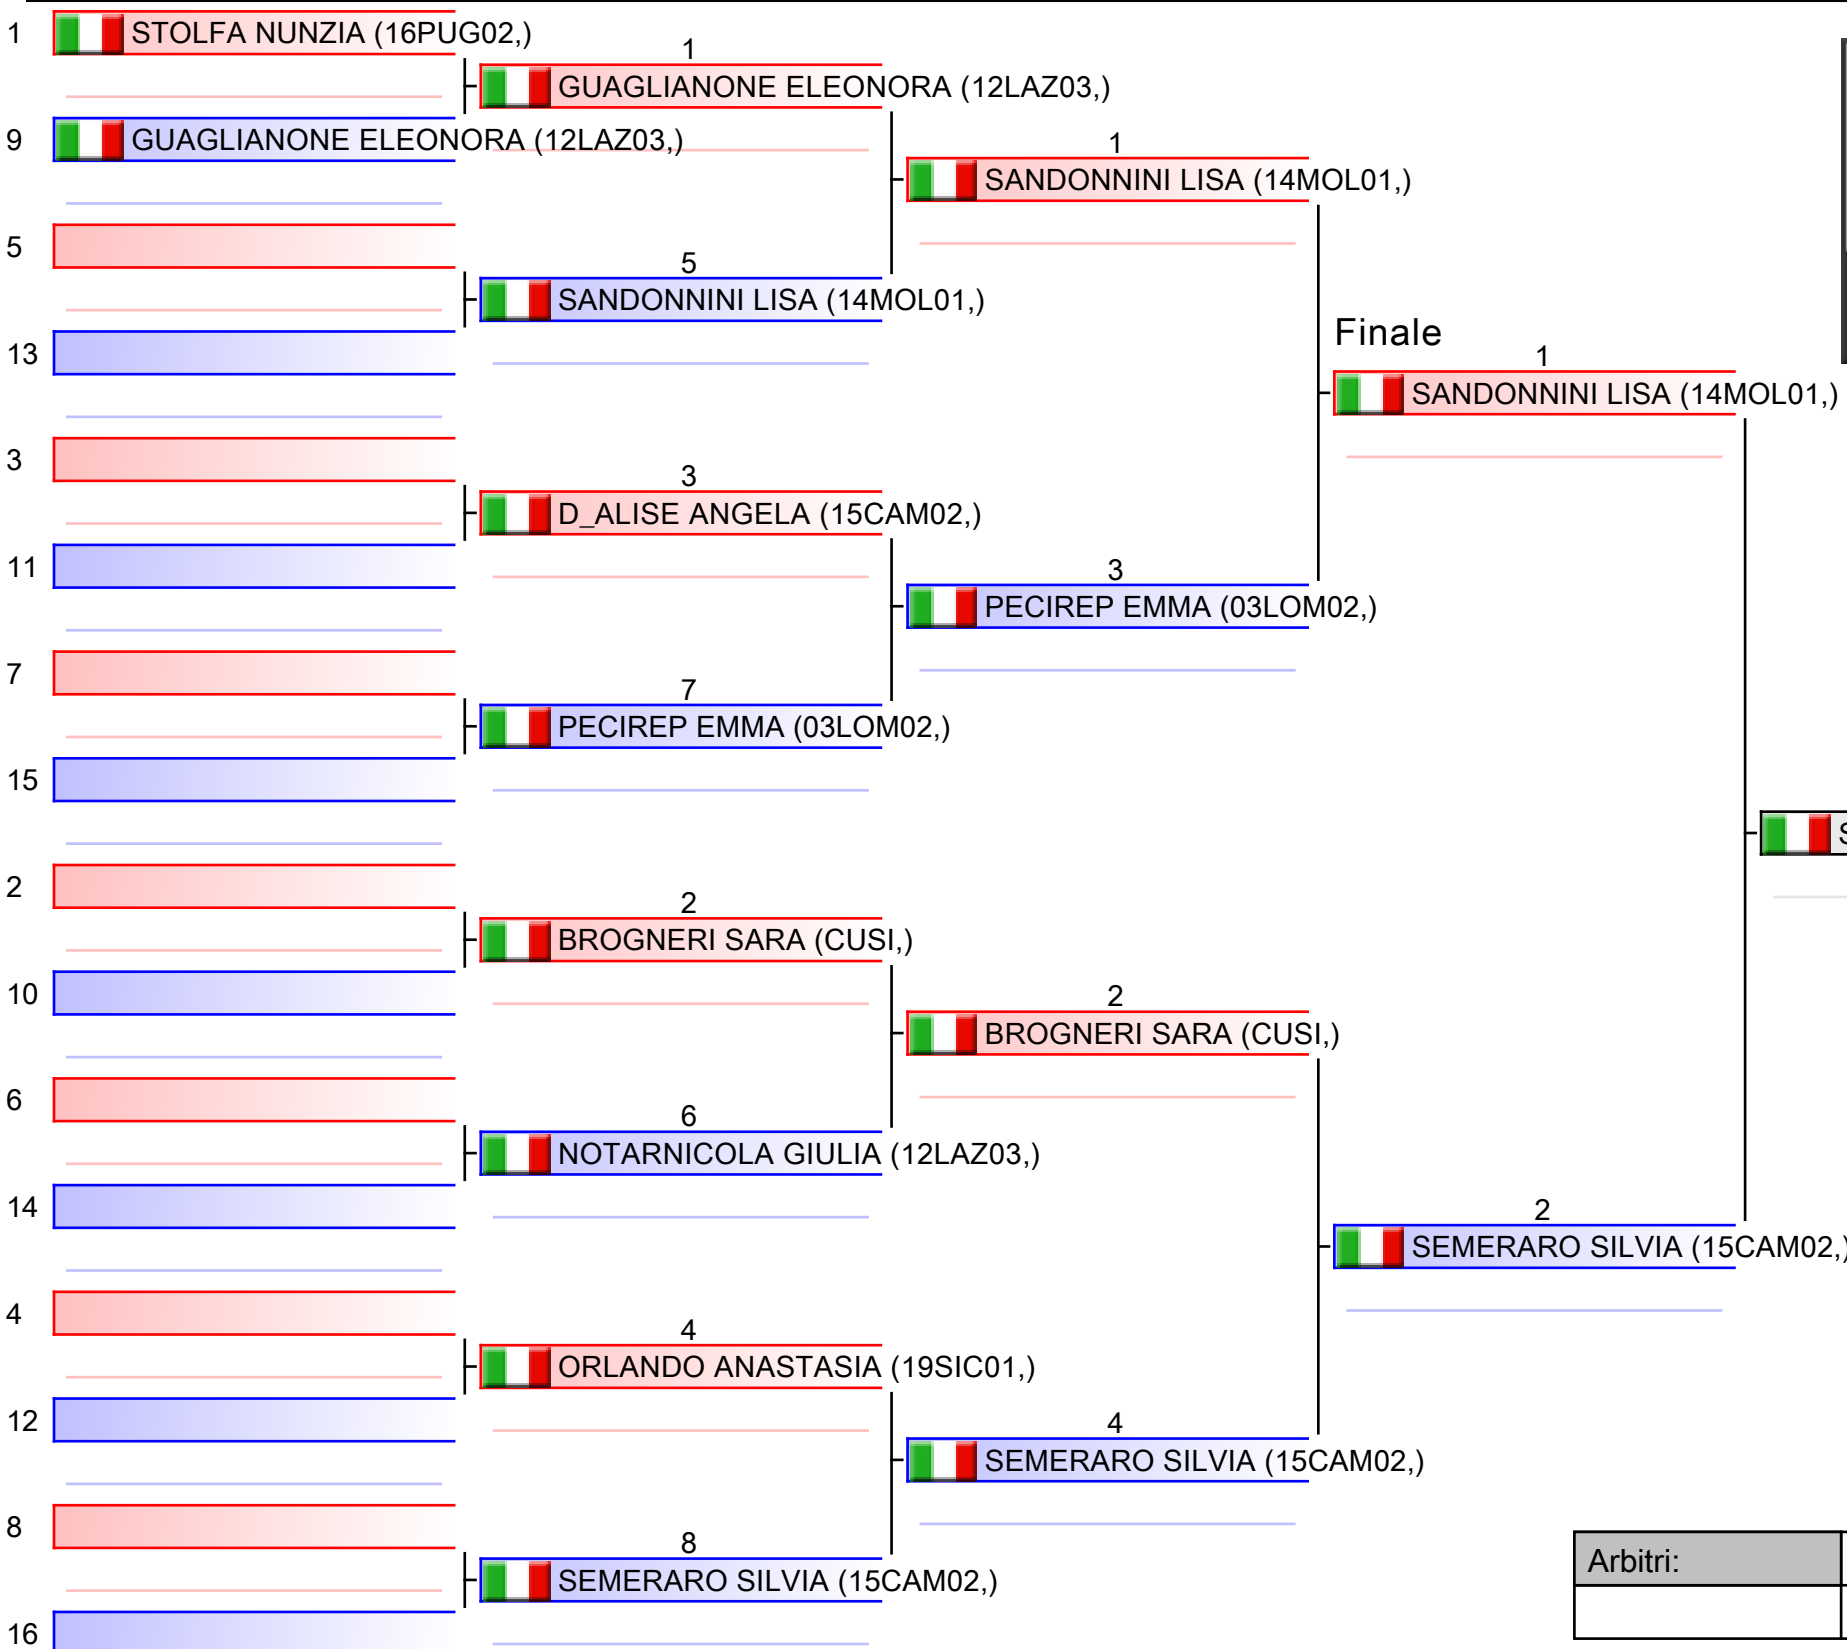 1 STOLFA NUNZIA (16PUG02,)
1
GUAGLIANONE ELEONORA (12LAZ03,)
9 GUAGLIANONE ELEONORA (12LAZ03,)
1
SANDONNINI LISA (14MOL01,)
5
5
SANDONNINI LISA (14MOL01,)
13
Finale
1
SANDONNINI LISA (14MOL01,)
3
3
D_ALISE ANGELA (15CAM02,)
11
3
PECIREP EMMA (03LOM02,)
7
7
PECIREP EMMA (03LOM02,)
15
S
2
2
BROGNERI SARA (CUSI,)
10
2
BROGNERI SARA (CUSI,)
6
6
NOTARNICOLA GIULIA (12LAZ03,)
14
2
SEMERARO SILVIA (15CAM02,)
4
4
ORLANDO ANASTASIA (19SIC01,)
12
4
SEMERARO SILVIA (15CAM02,)
8
8
SEMERARO SILVIA (15CAM02,)
Arbitri:
16